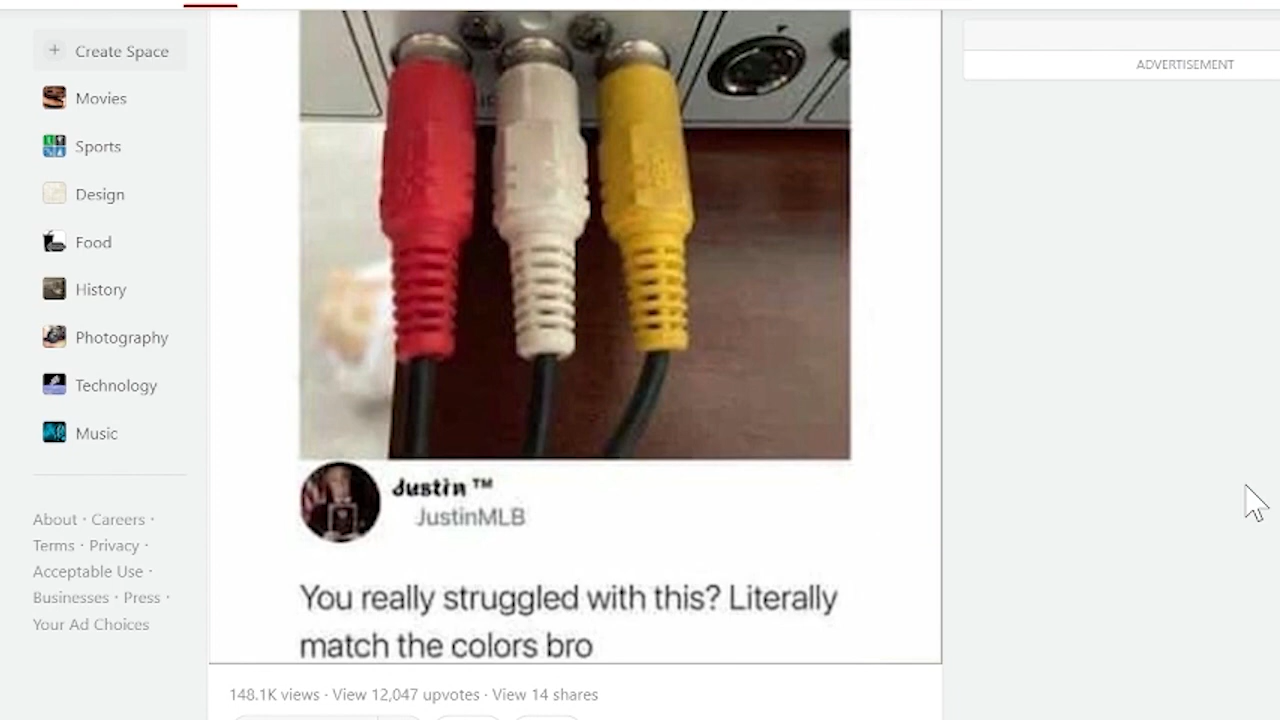 + Create Space
Movies
Sports
Design
Food
History
Photography
Technology
Music
About · Careers ·
Terms · Privacy ·
Acceptable Use ·
Businesses · Press ·
Your Ad Choices
Justin™
JustinMLB
You really struggled with this? Literally
match the colors bro
148.1K views · View 12,047 upvotes · View 14 shares
ADVERTISEMENT